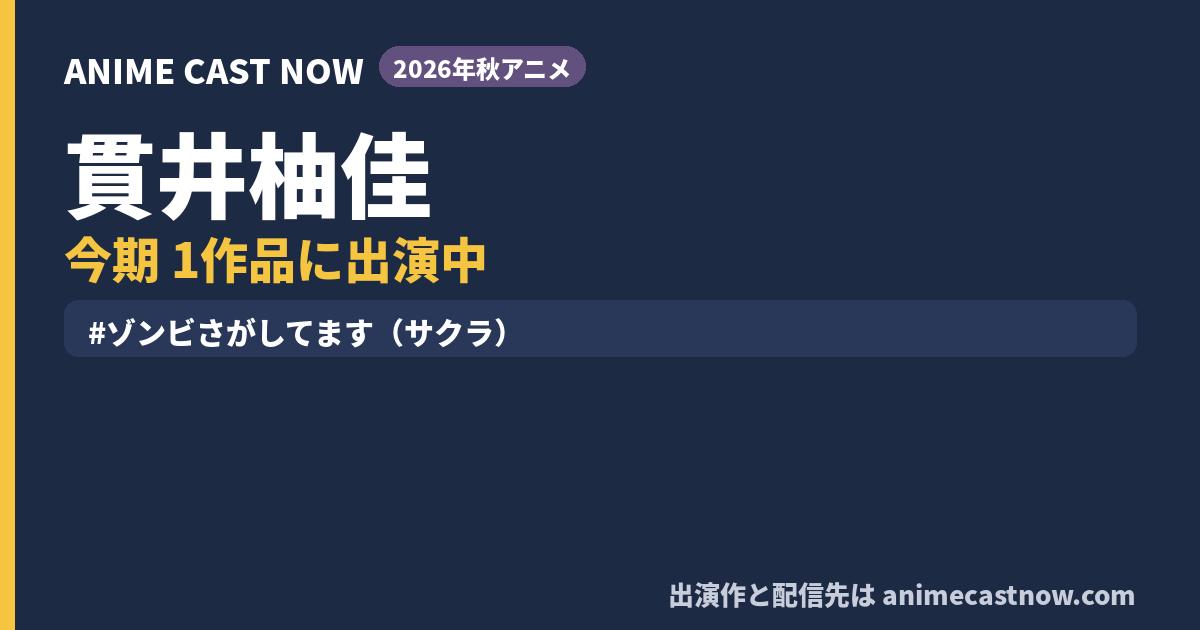 ANIME CAST NOW 2026年秋アニメ
貫井柚佳
今期 1作品に出演中
#ゾンビさがしてます（サクラ）
出演作と配信先は animecastnow.com